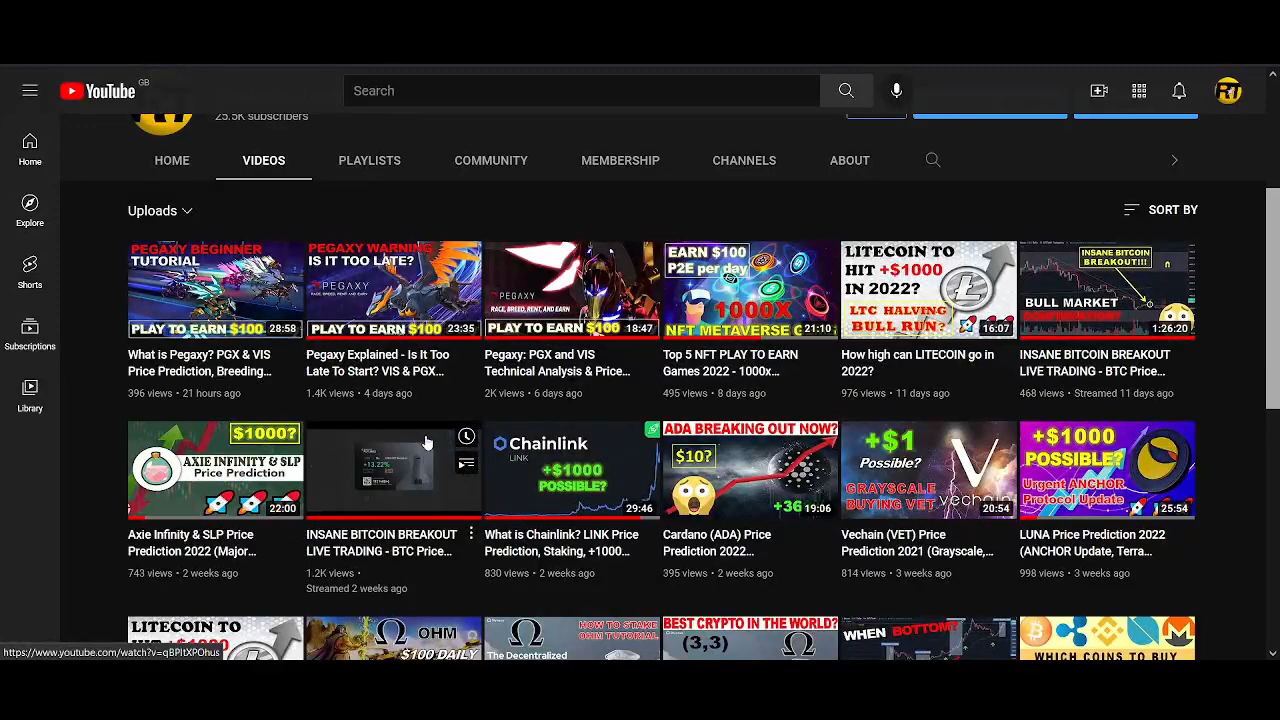 YouTube GB
Search
RT
25.5K subscribers
Home
Explore
Shorts
Subscriptions
Library
HOME
VIDEOS
PLAYLISTS
COMMUNITY
MEMBERSHIP
CHANNELS
ABOUT
Uploads
SORT BY
PEGAXY BEGINNER
TUTORIAL
PLAY TO EARN $100
28:58
What is Pegaxy? PGX & VIS
Price Prediction, Breeding...
396 views • 21 hours ago
PEGAXY WARNING
IS IT TOO LATE?
PEGAXY
RACE, BREED, RENT, AND EARN
PLAY TO EARN $100
23:35
Pegaxy Explained - Is It Too
Late To Start? VIS & PGX...
1.4K views • 4 days ago
PEGAXY
RACE, BREED, RENT, AND EARN
PLAY TO EARN $100
18:47
Pegaxy: PGX and VIS
Technical Analysis & Price...
2K views • 6 days ago
EARN $100
P2E per day
1000X
NFT METAVERSE
21:10
Top 5 NFT PLAY TO EARN
Games 2022 - 1000x...
495 views • 8 days ago
LITECOIN TO
HIT +$1000
IN 2022?
LTC HALVING
BULL RUN?
16:07
How high can LITECOIN go in
2022?
976 views • 11 days ago
INSANE BITCOIN
BREAKOUT!!!
BULL MARKET
CONFIRMATION?
1:26:20
INSANE BITCOIN BREAKOUT
LIVE TRADING - BTC Price...
468 views • Streamed 11 days ago
$1000?
AXIE INFINITY & SLP
Price Prediction
22:00
Axie Infinity & SLP Price
Prediction 2022 (Major...
743 views • 2 weeks ago
+13.22%
INSANE BITCOIN BREAKOUT
LIVE TRADING - BTC Price...
1.2K views •
Streamed 2 weeks ago
Chainlink
LINK
+$1000
POSSIBLE?
29:46
What is Chainlink? LINK Price
Prediction, Staking, +1000...
830 views • 2 weeks ago
ADA BREAKING OUT NOW?
$10?
+36
19:06
Cardano (ADA) Price
Prediction 2022...
395 views • 2 weeks ago
+$1
Possible?
GRAYSCALE
BUYING VET
vechain
20:54
Vechain (VET) Price
Prediction 2021 (Grayscale,...
814 views • 3 weeks ago
+$1000
POSSIBLE?
Urgent ANCHOR
Protocol Update
25:54
LUNA Price Prediction 2022
(ANCHOR Update, Terra...
998 views • 3 weeks ago
LITECOIN TO
OHM
$100 DAILY
HOW TO STAKE
OHM TUTORIAL
The Decentralized
BEST CRYPTO IN THE WORLD?
(3,3)
WHEN BOTTOM?
WHICH COINS TO BUY
https://www.youtube.com/watch?v=qBPItXPOhus